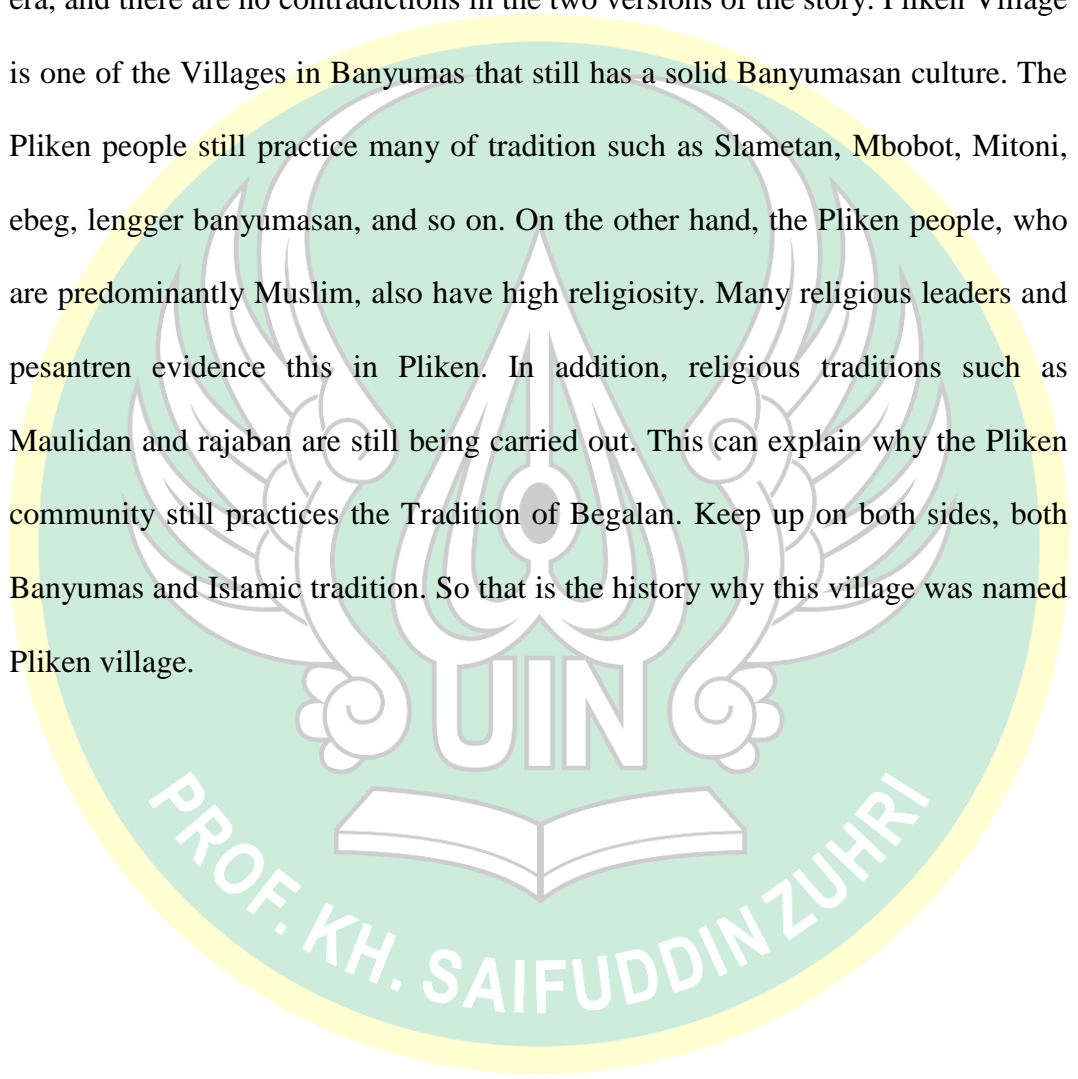 era, and there are no contradictions in the two versions of the story. Pliken Village
is one of the Villages in Banyumas that still has a solid Banyumasan culture. The
Pliken people still practice many of tradition such as Slametan, Mbobot, Mitoni,
ebeg, lengger banyumasan, and so on. On the other hand, the Pliken people, who
are predominantly Muslim, also have high religiosity. Many religious leaders and
pesantren evidence this in Pliken. In addition, religious traditions such as
Maulidan and rajaban are still being carried out. This can explain why the Pliken
community still practices the Tradition of Begalan. Keep up on both sides, both
Banyumas and Islamic tradition. So that is the history why this village was named
Pliken village.
UIN
PROF. KH. SAIFUDDIN ZUHRI